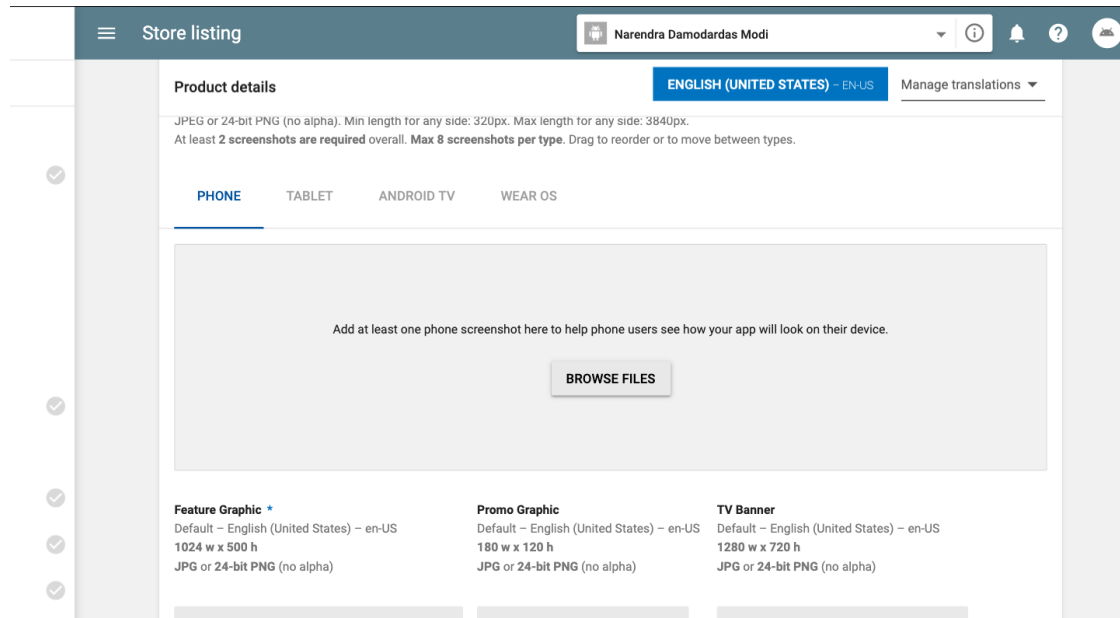 Store listing
Narendra Damodardas Modi
Product details
ENGLISH (UNITED STATES) – EN-US
Manage translations
JPEG or 24-bit PNG (no alpha). Min length for any side: 320px. Max length for any side: 3840px.
At least 2 screenshots are required overall. Max 8 screenshots per type. Drag to reorder or to move between types.
PHONE
TABLET
ANDROID TV
WEAR OS
Add at least one phone screenshot here to help phone users see how your app will look on their device.
BROWSE FILES
Feature Graphic *
Default – English (United States) – en-US
1024 w x 500 h
JPG or 24-bit PNG (no alpha)
Promo Graphic
Default – English (United States) – en-US
180 w x 120 h
JPG or 24-bit PNG (no alpha)
TV Banner
Default – English (United States) – en-US
1280 w x 720 h
JPG or 24-bit PNG (no alpha)